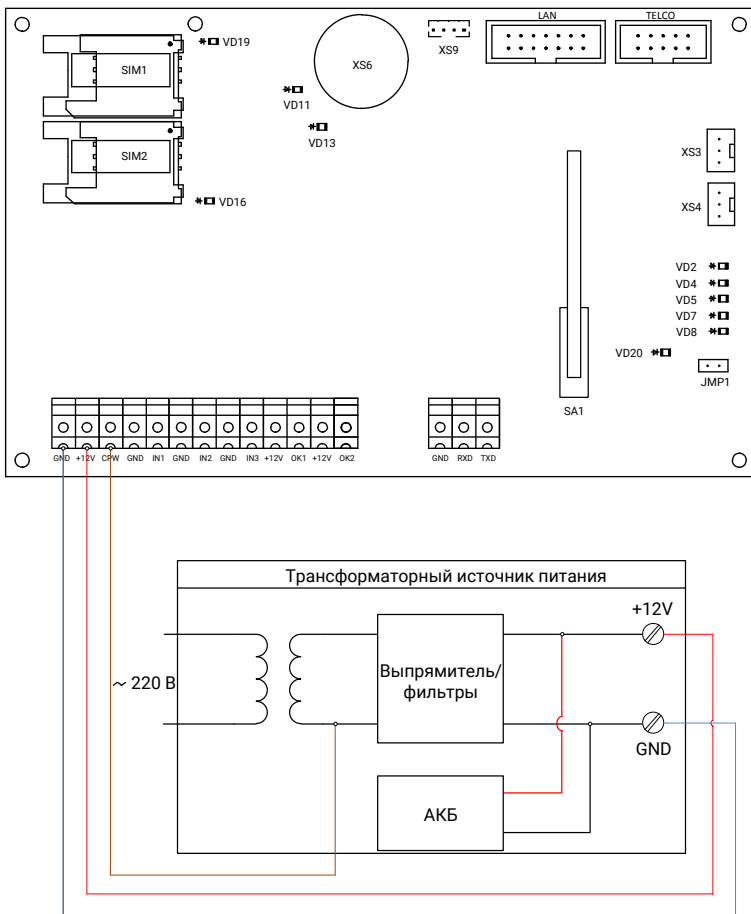 LAN
TELCO
VD19
SIM1
XS6
XS9
VD11
VD13
SIM2
XS3
XS4
VD16
VD2
VD4
VD5
VD7
VD8
VD20
JMP1
SA1
GND +12V CPW GND IN1 GND IN2 GND IN3 +12V OK1 +12V OK2
GND RXD TXD
Трансформаторный источник питания
+12V
Выпрямитель/
фильтры
~ 220 В
GND
АКБ